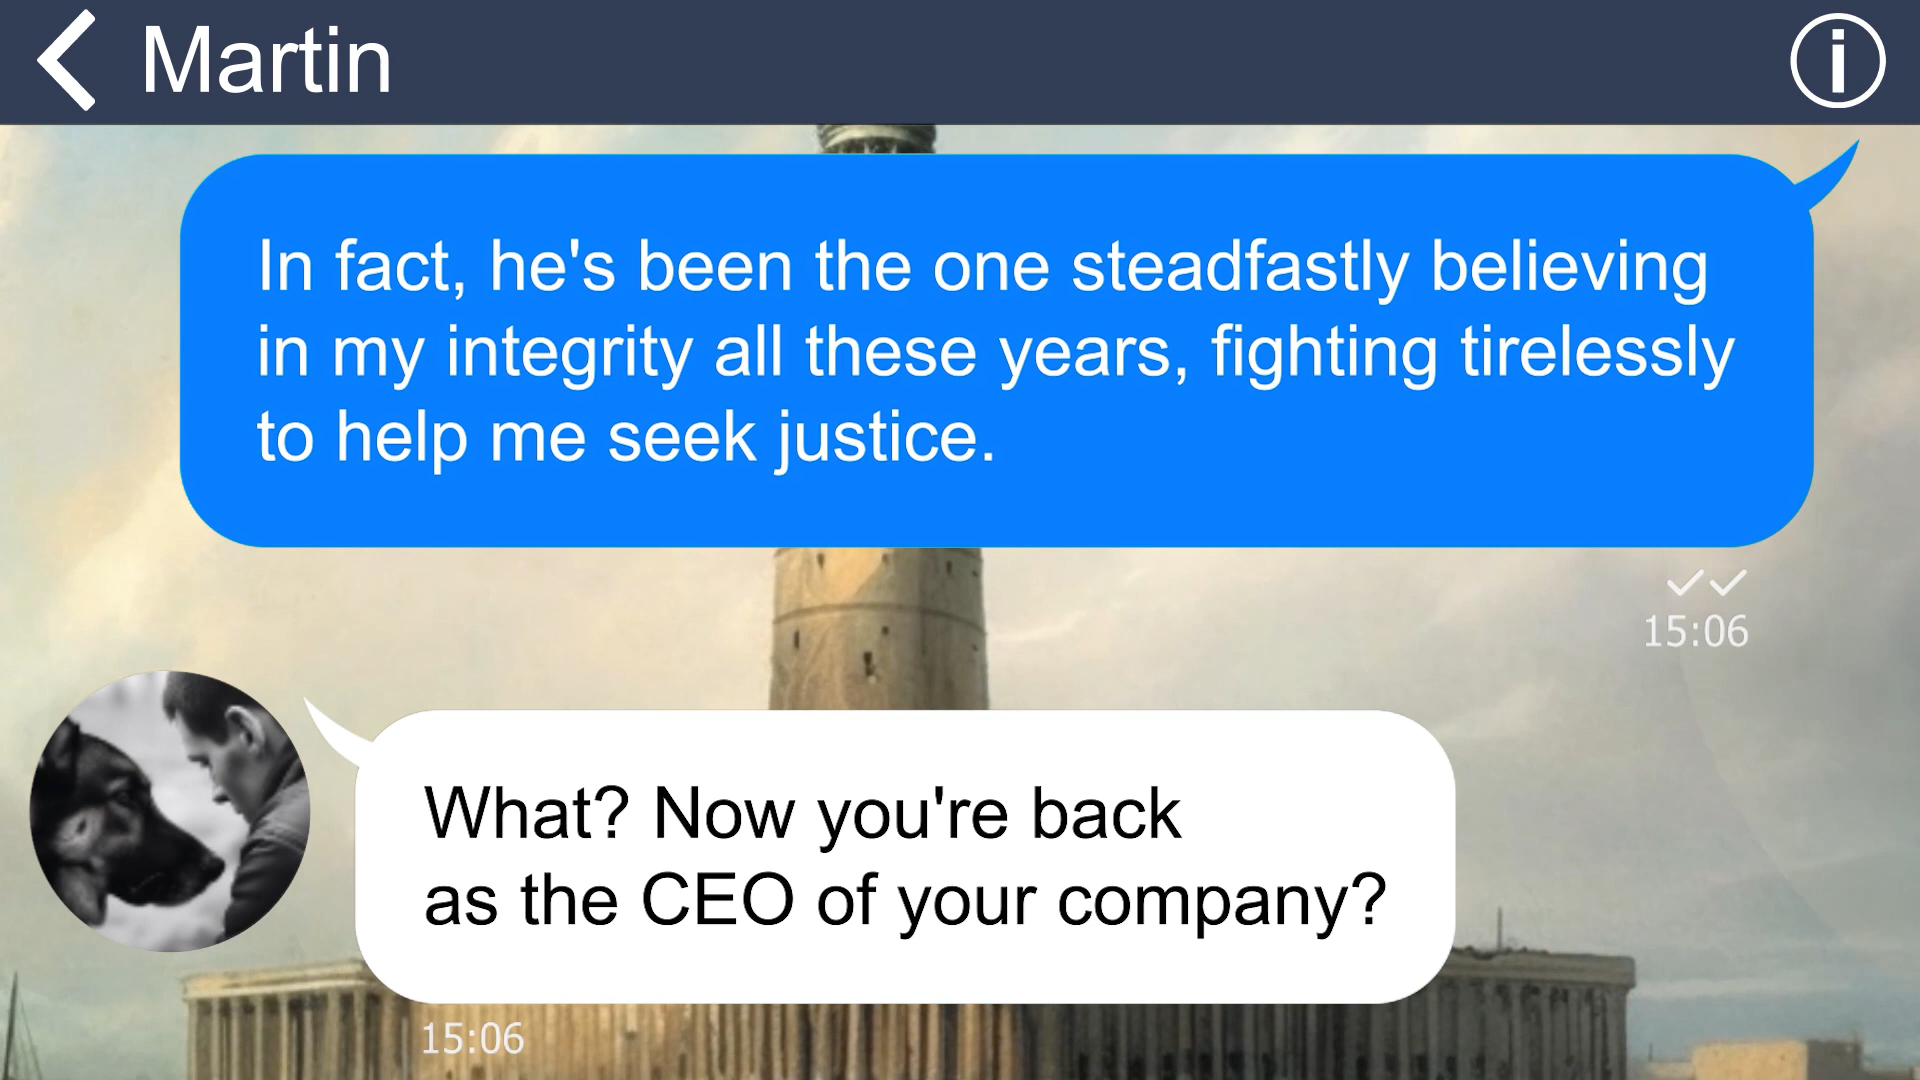 Martin
In fact, he's been the one steadfastly believing
in my integrity all these years, fighting tirelessly
to help me seek justice.
15:06
What? Now you're back
as the CEO of your company?
15:06